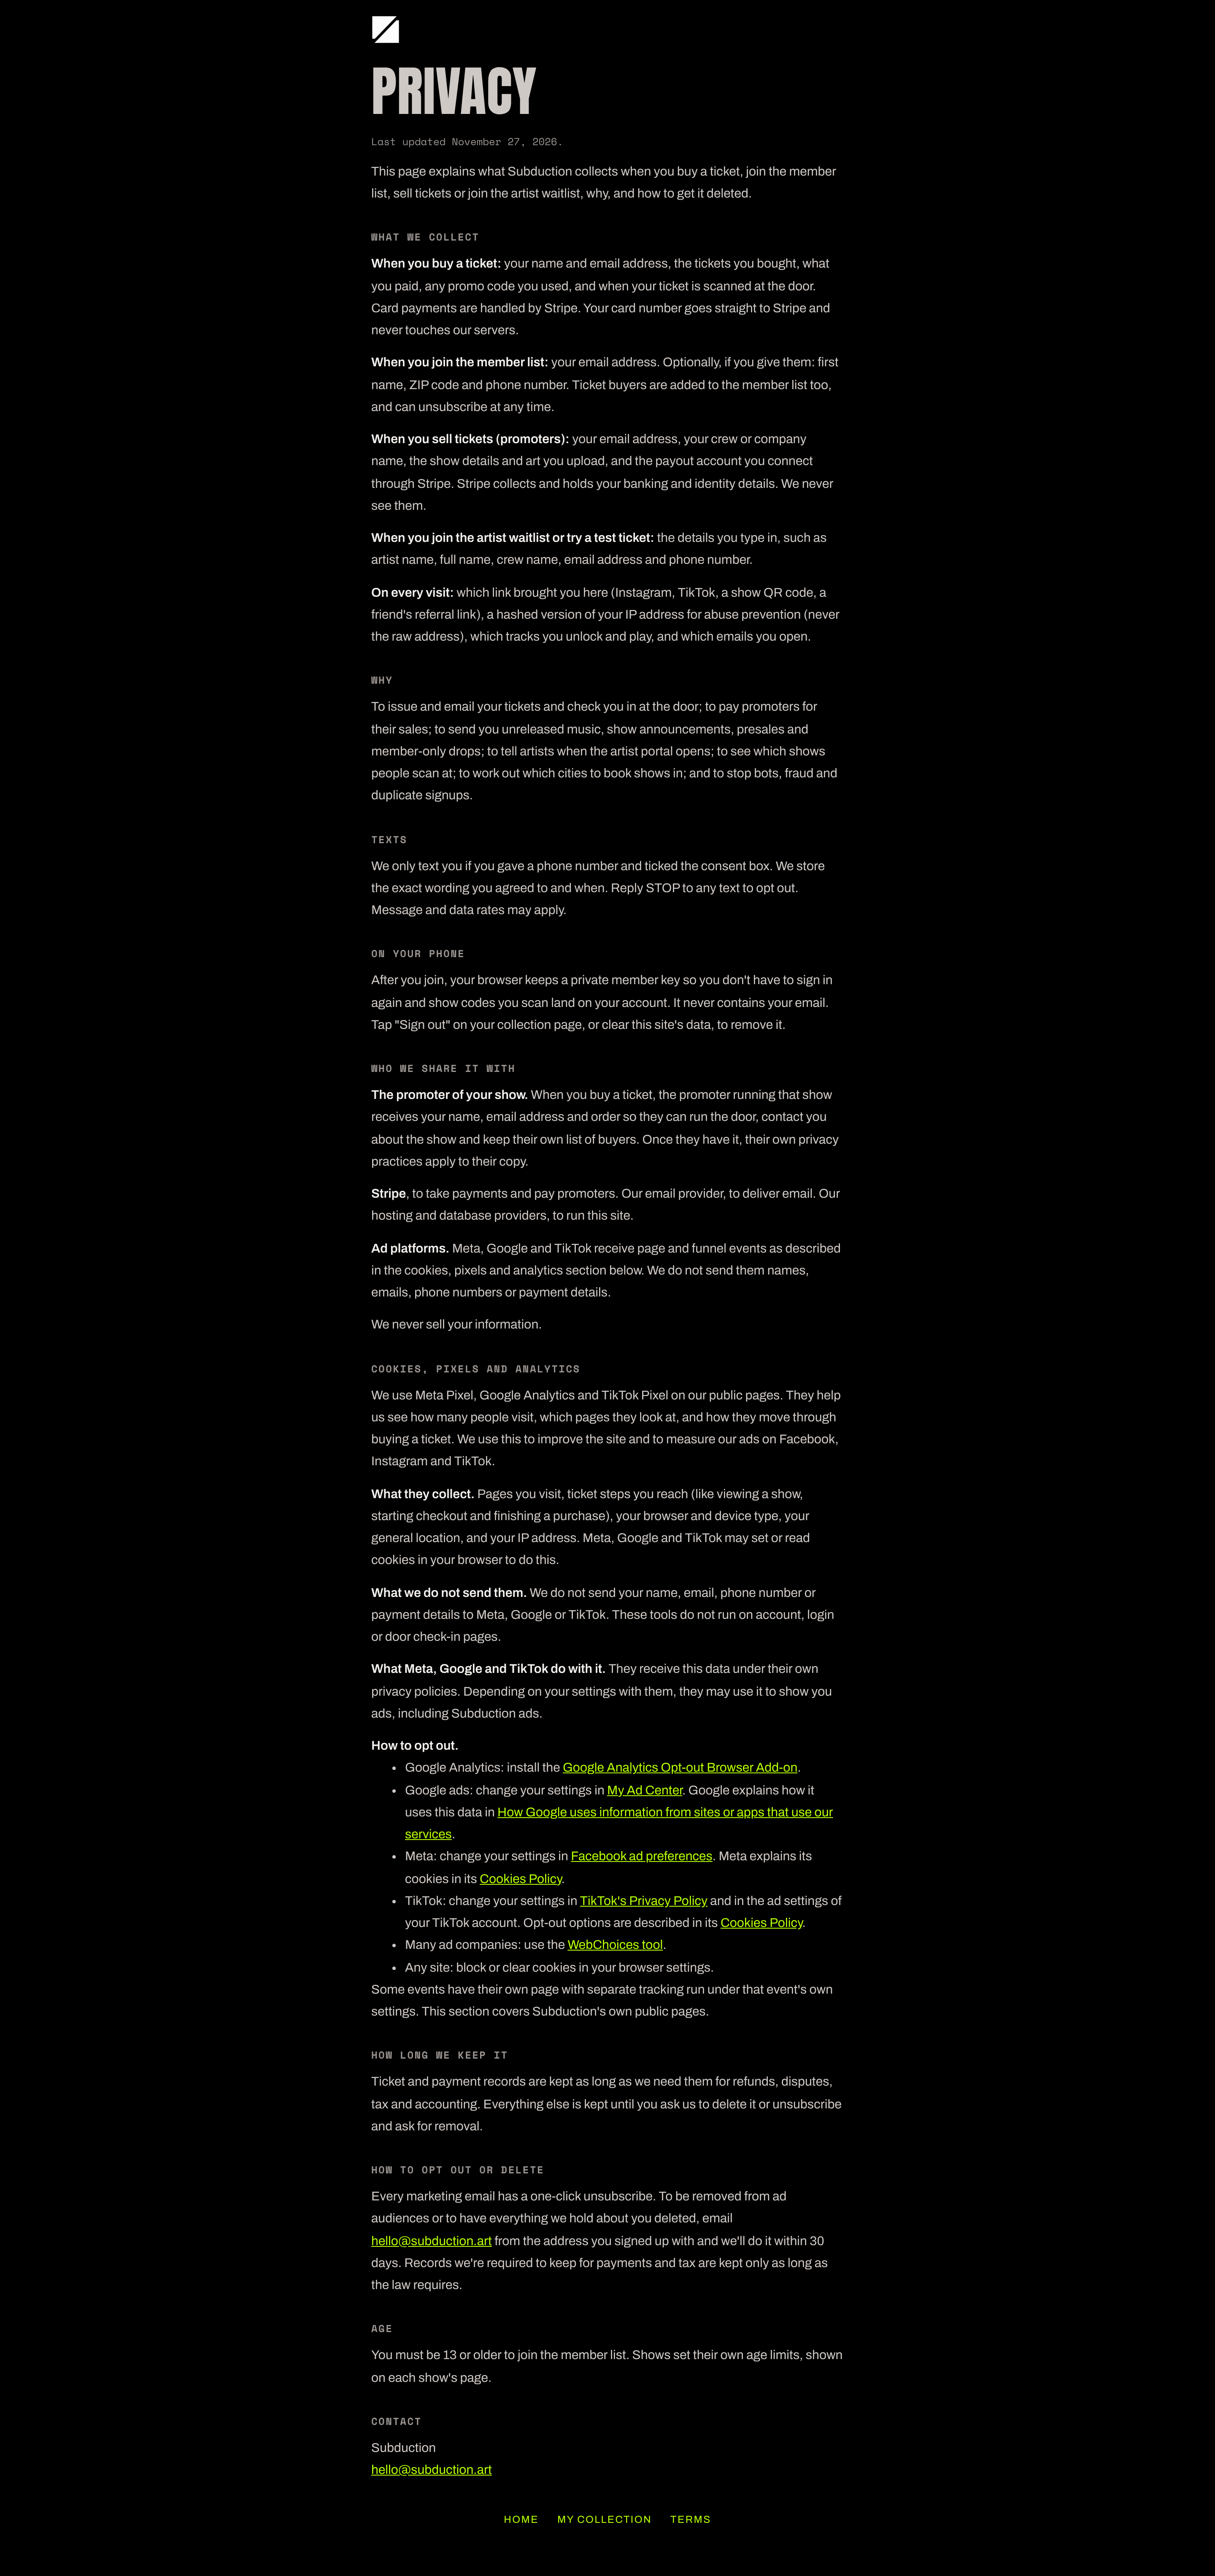 PRIVACY
Last updated November 27, 2026.
This page explains what Subduction collects when you buy a ticket, join the member
list, sell tickets or join the artist waitlist, why, and how to get it deleted.
WHAT WE COLLECT
When you buy a ticket: your name and email address, the tickets you bought, what
you paid, any promo code you used, and when your ticket is scanned at the door.
Card payments are handled by Stripe. Your card number goes straight to Stripe and
never touches our servers.
When you join the member list: your email address. Optionally, if you give them: first
name, ZIP code and phone number. Ticket buyers are added to the member list too,
and can unsubscribe at any time.
When you sell tickets (promoters): your email address, your crew or company
name, the show details and art you upload, and the payout account you connect
through Stripe. Stripe collects and holds your banking and identity details. We never
see them.
When you join the artist waitlist or try a test ticket: the details you type in, such as
artist name, full name, crew name, email address and phone number.
On every visit: which link brought you here (Instagram, TikTok, a show QR code, a
friend's referral link), a hashed version of your IP address for abuse prevention (never
the raw address), which tracks you unlock and play, and which emails you open.
WHY
To issue and email your tickets and check you in at the door; to pay promoters for
their sales; to send you unreleased music, show announcements, presales and
member-only drops; to tell artists when the artist portal opens; to see which shows
people scan at; to work out which cities to book shows in; and to stop bots, fraud and
duplicate signups.
TEXTS
We only text you if you gave a phone number and ticked the consent box. We store
the exact wording you agreed to and when. Reply STOP to any text to opt out.
Message and data rates may apply.
ON YOUR PHONE
After you join, your browser keeps a private member key so you don't have to sign in
again and show codes you scan land on your account. It never contains your email.
Tap "Sign out" on your collection page, or clear this site's data, to remove it.
WHO WE SHARE IT WITH
The promoter of your show. When you buy a ticket, the promoter running that show
receives your name, email address and order so they can run the door, contact you
about the show and keep their own list of buyers. Once they have it, their own privacy
practices apply to their copy.
Stripe, to take payments and pay promoters. Our email provider, to deliver email. Our
hosting and database providers, to run this site.
Ad platforms. Meta, Google and TikTok receive page and funnel events as described
in the cookies, pixels and analytics section below. We do not send them names,
emails, phone numbers or payment details.
We never sell your information.
COOKIES, PIXELS AND ANALYTICS
We use Meta Pixel, Google Analytics and TikTok Pixel on our public pages. They help
us see how many people visit, which pages they look at, and how they move through
buying a ticket. We use this to improve the site and to measure our ads on Facebook,
Instagram and TikTok.
What they collect. Pages you visit, ticket steps you reach (like viewing a show,
starting checkout and finishing a purchase), your browser and device type, your
general location, and your IP address. Meta, Google and TikTok may set or read
cookies in your browser to do this.
What we do not send them. We do not send your name, email, phone number or
payment details to Meta, Google or TikTok. These tools do not run on account, login
or door check-in pages.
What Meta, Google and TikTok do with it. They receive this data under their own
privacy policies. Depending on your settings with them, they may use it to show you
ads, including Subduction ads.
How to opt out.
• Google Analytics: install the Google Analytics Opt-out Browser Add-on.
• Google ads: change your settings in My Ad Center. Google explains how it
uses this data in How Google uses information from sites or apps that use our
services.
• Meta: change your settings in Facebook ad preferences. Meta explains its
cookies in its Cookies Policy.
• TikTok: change your settings in TikTok's Privacy Policy and in the ad settings of
your TikTok account. Opt-out options are described in its Cookies Policy.
• Many ad companies: use the WebChoices tool.
• Any site: block or clear cookies in your browser settings.
Some events have their own page with separate tracking run under that event's own
settings. This section covers Subduction's own public pages.
HOW LONG WE KEEP IT
Ticket and payment records are kept as long as we need them for refunds, disputes,
tax and accounting. Everything else is kept until you ask us to delete it or unsubscribe
and ask for removal.
HOW TO OPT OUT OR DELETE
Every marketing email has a one-click unsubscribe. To be removed from ad
audiences or to have everything we hold about you deleted, email
hello@subduction.art from the address you signed up with and we'll do it within 30
days. Records we're required to keep for payments and tax are kept only as long as
the law requires.
AGE
You must be 13 or older to join the member list. Shows set their own age limits, shown
on each show's page.
CONTACT
Subduction
hello@subduction.art
HOME MY COLLECTION TERMS